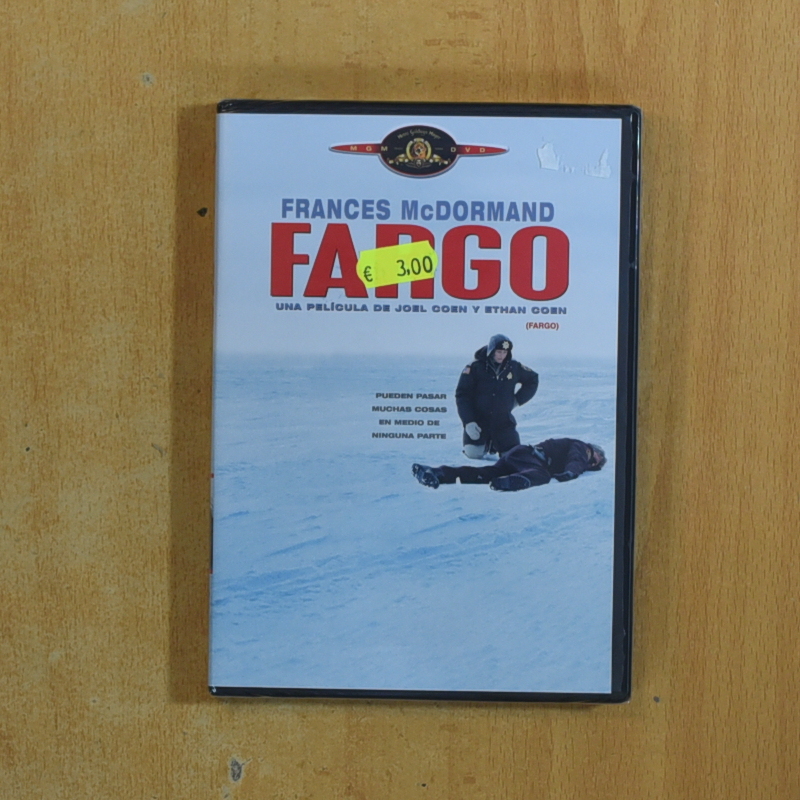 MGM DVD
FRANCES McDORMAND
FARGO
€ 3,00
UNA PELÍCULA DE JOEL COEN Y ETHAN COEN
(FARGO)
PUEDEN PASAR
MUCHAS COSAS
EN MEDIO DE
NINGUNA PARTE